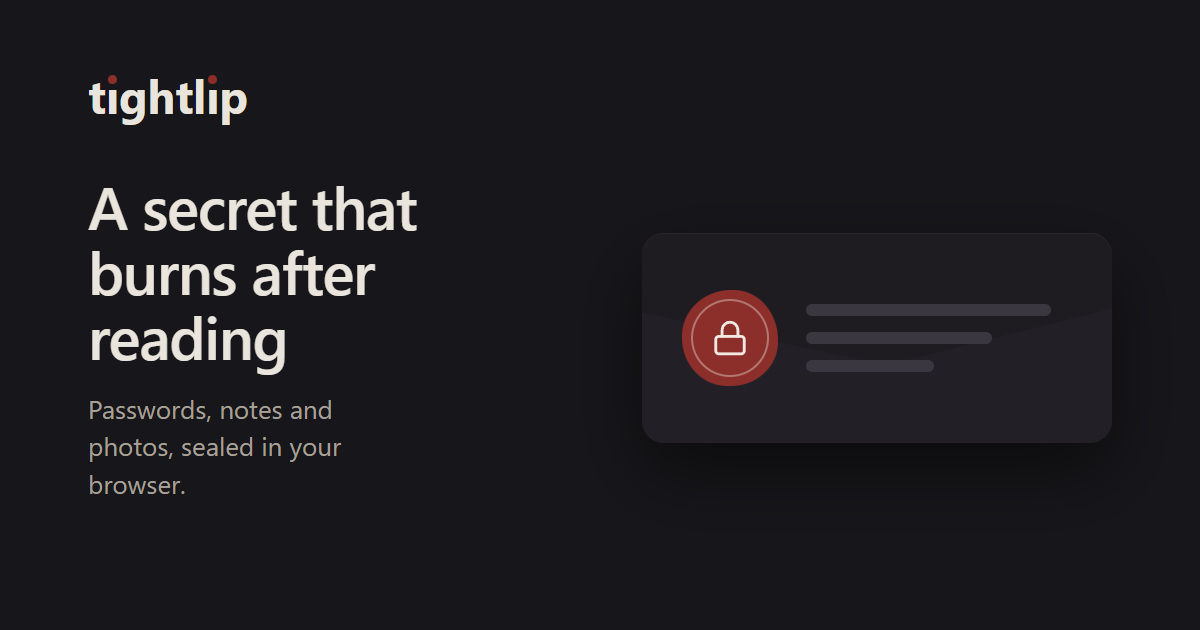 tightlip
A secret that
burns after
reading
Passwords, notes and
photos, sealed in your
browser.